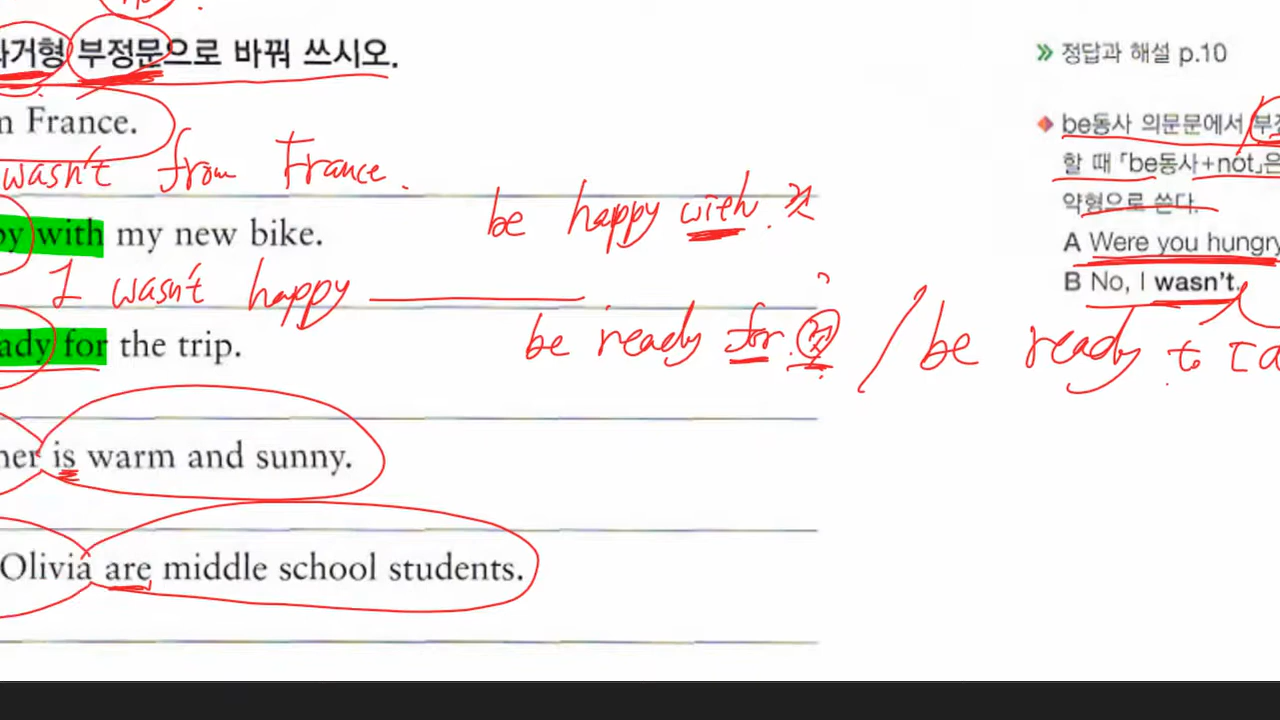 과거형 부정문으로 바꿔 쓰시오.
n France.
wasn't from France.
py with my new bike.
be happy with.
I wasn't happy
ady for the trip.
be ready for / be ready to
ner is warm and sunny.
Olivia are middle school students.
정답과 해설 p.10
be동사 의문문에서 부정
할 때 「be동사+not」은
약형으로 쓴다.
A Were you hungry
B No, I wasn't.